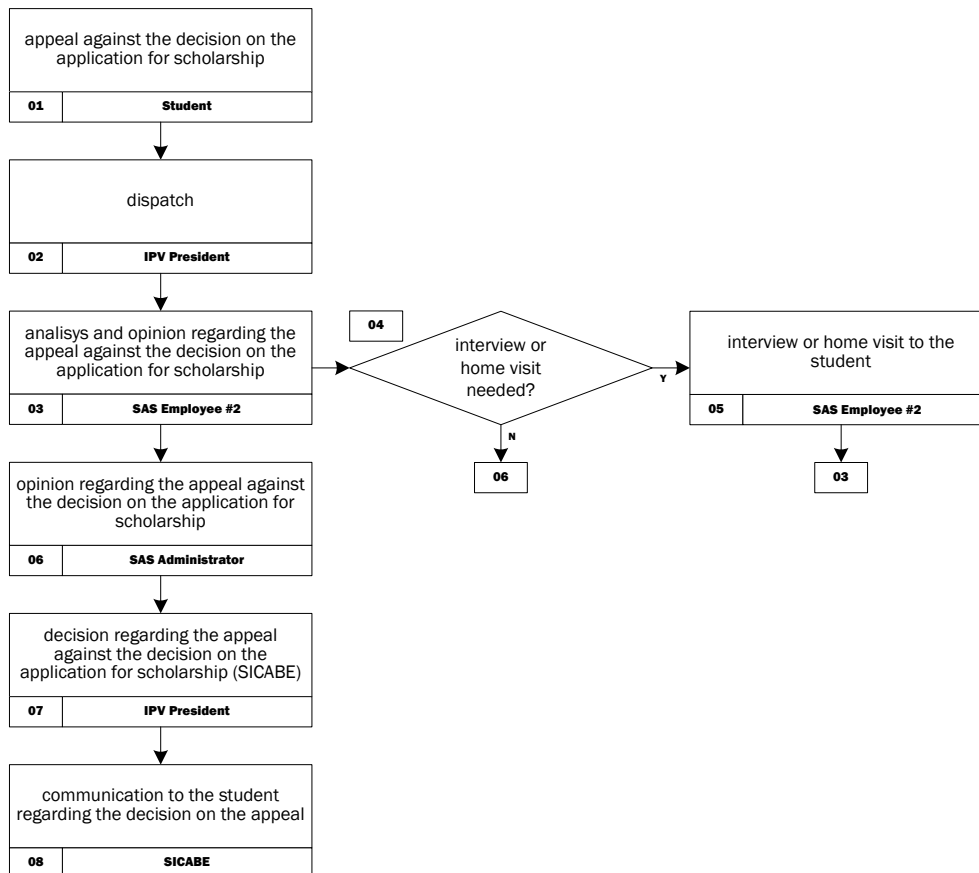 appeal against the decision on the
application for scholarship
01 Student
dispatch
02 IPV President
analisys and opinion regarding the
appeal against the decision on the
application for scholarship
03 SAS Employee #2
04
interview or
home visit
needed?
Y
N
06
interview or home visit to the
student
05 SAS Employee #2
03
opinion regarding the appeal against
the decision on the application for
scholarship
06 SAS Administrator
decision regarding the appeal
against the decision on the
application for scholarship (SICABE)
07 IPV President
communication to the student
regarding the decision on the appeal
08 SICABE